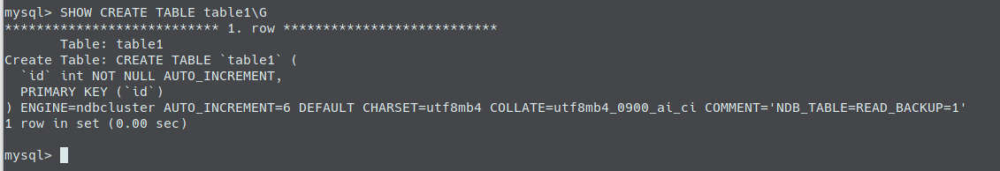 mysql> SHOW CREATE TABLE table1\G
*************************** 1. row ***************************
       Table: table1
Create Table: CREATE TABLE `table1` (
  `id` int NOT NULL AUTO_INCREMENT,
  PRIMARY KEY (`id`)
) ENGINE=ndbcluster AUTO_INCREMENT=6 DEFAULT CHARSET=utf8mb4 COLLATE=utf8mb4_0900_ai_ci COMMENT='NDB_TABLE=READ_BACKUP=1'
1 row in set (0.00 sec)

mysql>